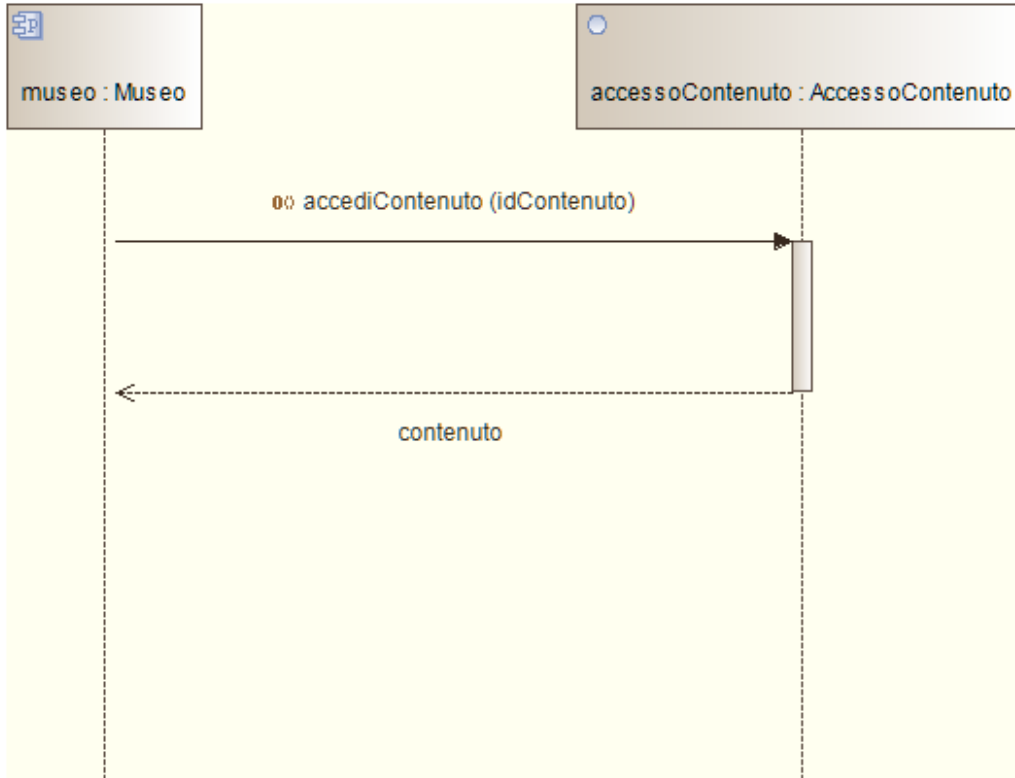 museo : Museo
accessoContenuto : AccessoContenuto
accediContenuto (idContenuto)
contenuto